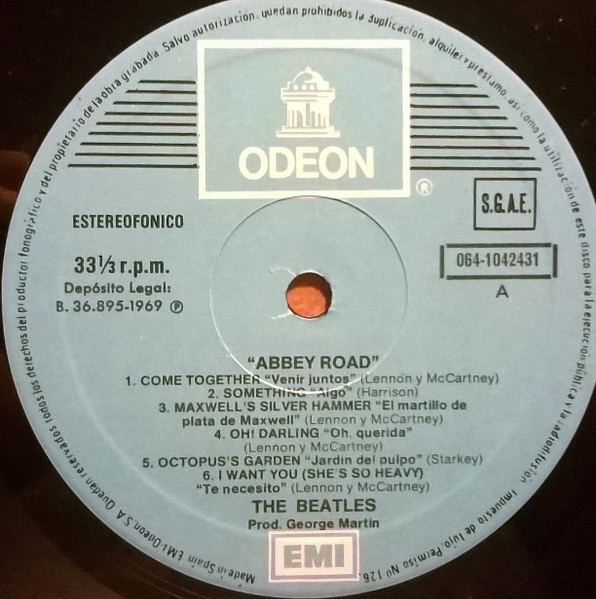 Salvo autorización, quedan prohibidos la duplicación, alquiler y préstamo, así como la utilización de este disco para la ejecución pública y la radiodifusión. Impuesto de lujo, Permiso Nº 126.
ODEON
®
S.G.A.E.
ESTEREOFONICO
33 1/3 r.p.m.
Depósito Legal:
B. 36.895-1969 Ⓟ
064-1042431
A
"ABBEY ROAD"
1. COME TOGETHER "Venir juntos" (Lennon y McCartney)
2. SOMETHING "Algo" (Harrison)
3. MAXWELL'S SILVER HAMMER "El martillo de
plata de Maxwell" (Lennon y McCartney)
4. OH! DARLING "Oh, querida"
(Lennon y McCartney)
5. OCTOPUS'S GARDEN "Jardin del pulpo" (Starkey)
6. I WANT YOU (SHE'S SO HEAVY)
"Te necesito" (Lennon y McCartney)
THE BEATLES
Prod. George Martin
EMI
Made in Spain. EMI-Odeon, S.A. Quedan reservados todos los derechos del productor fonográfico y del propietario de la obra grabada.